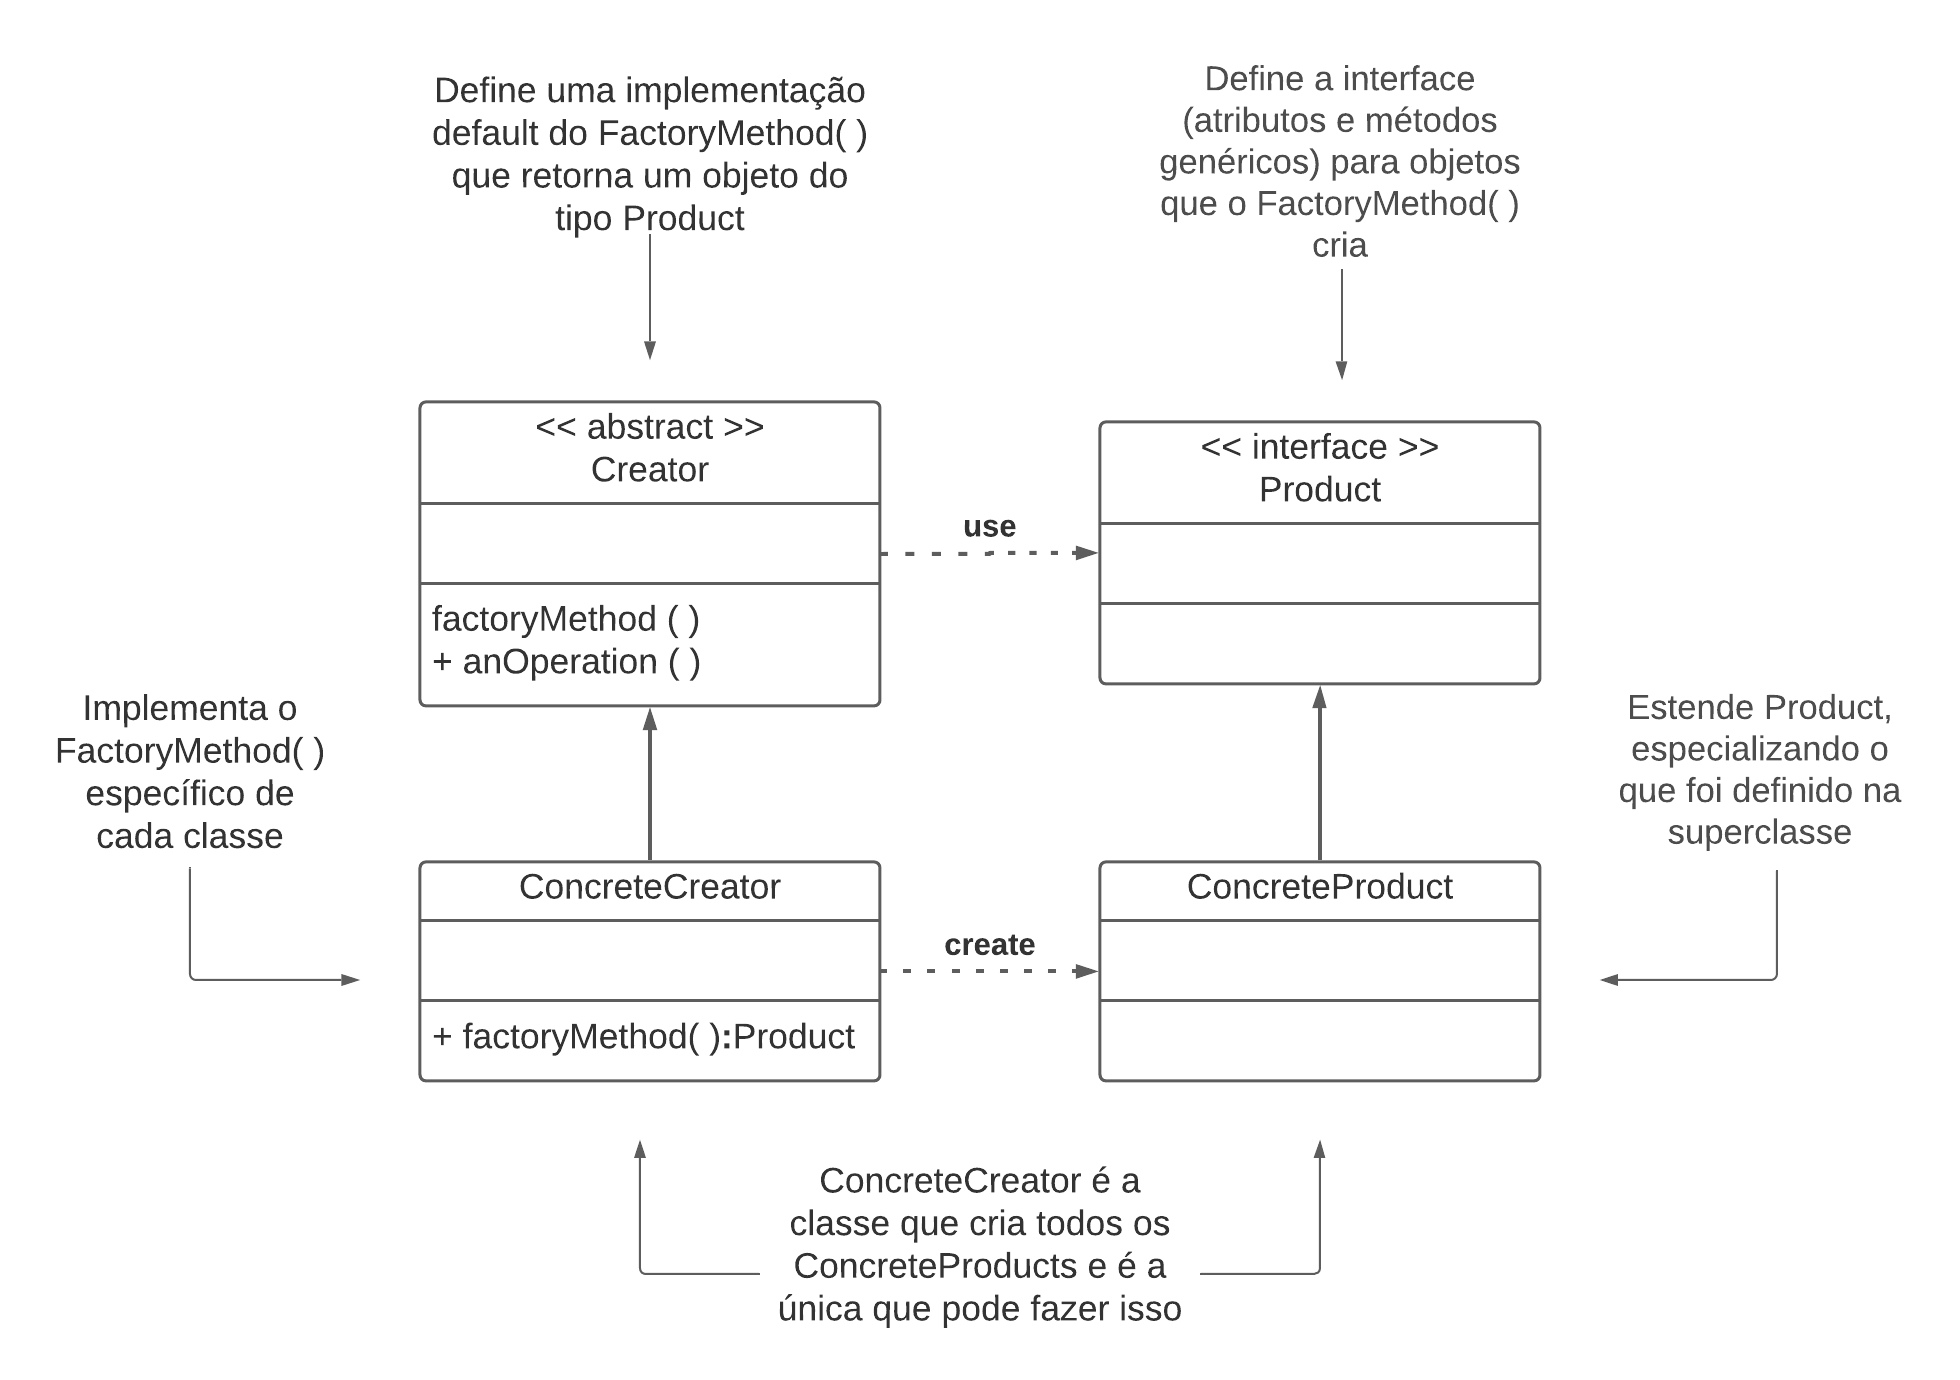 Define uma implementação
default do FactoryMethod( )
que retorna um objeto do
tipo Product
Define a interface
(atributos e métodos
genéricos) para objetos
que o FactoryMethod( )
cria
<< abstract >>
Creator
factoryMethod ( )
+ anOperation ( )
use
<< interface >>
Product
Implementa o
FactoryMethod( )
específico de
cada classe
Estende Product,
especializando o
que foi definido na
superclasse
ConcreteCreator
+ factoryMethod( ):Product
create
ConcreteProduct
ConcreteCreator é a
classe que cria todos os
ConcreteProducts e é a
única que pode fazer isso